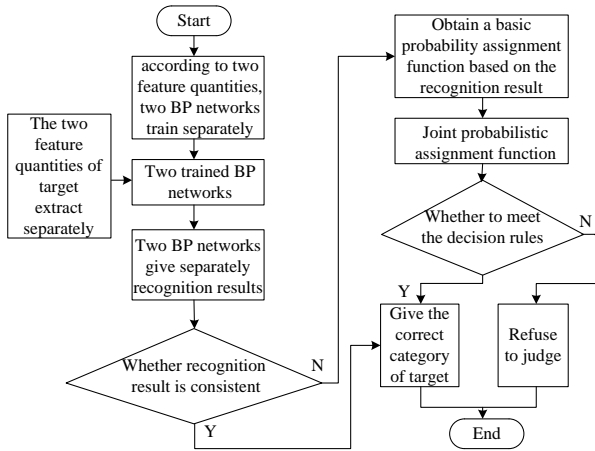 Start
according to two
feature quantities,
two BP networks
train separately
The two
feature
quantities of
target
extract
separately
Two trained BP
networks
Two BP networks
give separately
recognition results
Whether recognition
result is consistent
N
Y
Obtain a basic
probability assignment
function based on the
recognition result
Joint probabilistic
assignment function
Whether to meet
the decision rules
N
Y
Give the
correct
category
of target
Refuse
to judge
End